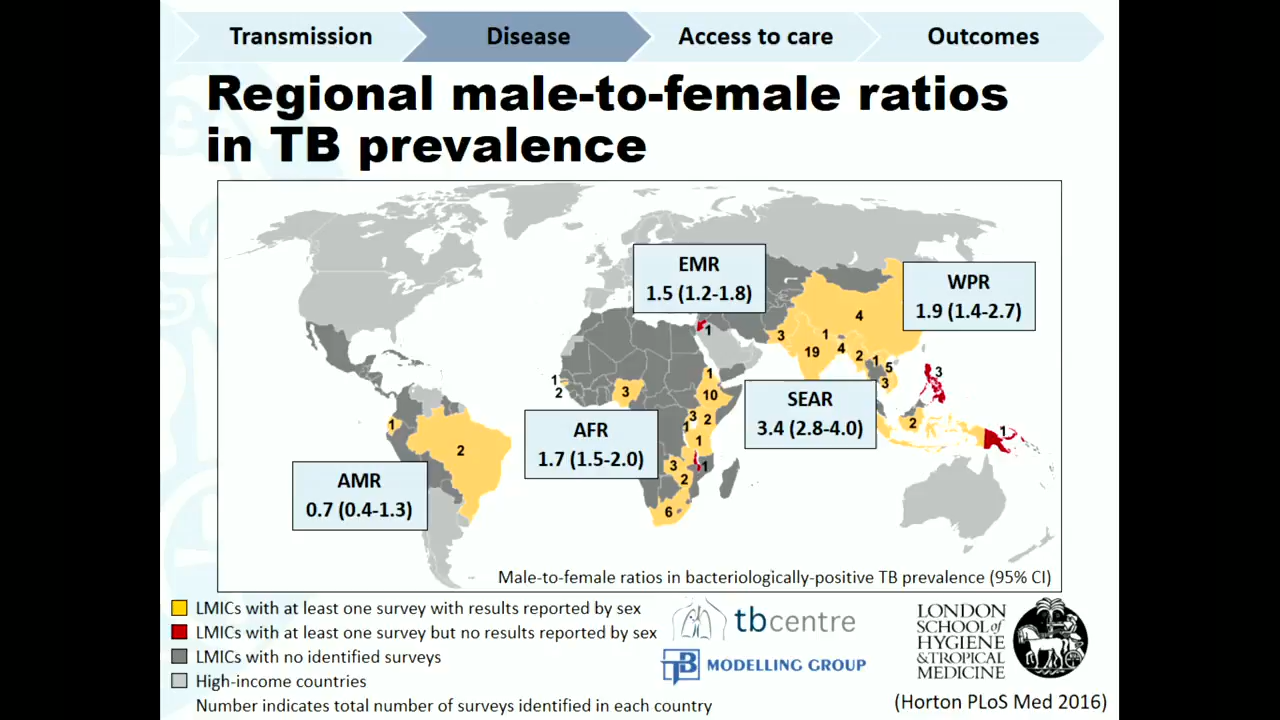 Transmission
Disease
Access to care
Outcomes
Regional male-to-female ratios
in TB prevalence
EMR
1.5 (1.2-1.8)
WPR
1.9 (1.4-2.7)
SEAR
3.4 (2.8-4.0)
AFR
1.7 (1.5-2.0)
AMR
0.7 (0.4-1.3)
1
4
3
1
19
4
2
1
5
3
3
2
1
1
2
3
1
10
3
2
1
1
3
1
2
6
1
2
Male-to-female ratios in bacteriologically-positive TB prevalence (95% CI)
LMICs with at least one survey with results reported by sex
LMICs with at least one survey but no results reported by sex
LMICs with no identified surveys
High-income countries
Number indicates total number of surveys identified in each country
tbcentre
TB MODELLING GROUP
LONDON
SCHOOL of
HYGIENE
& TROPICAL
MEDICINE
(Horton PLoS Med 2016)